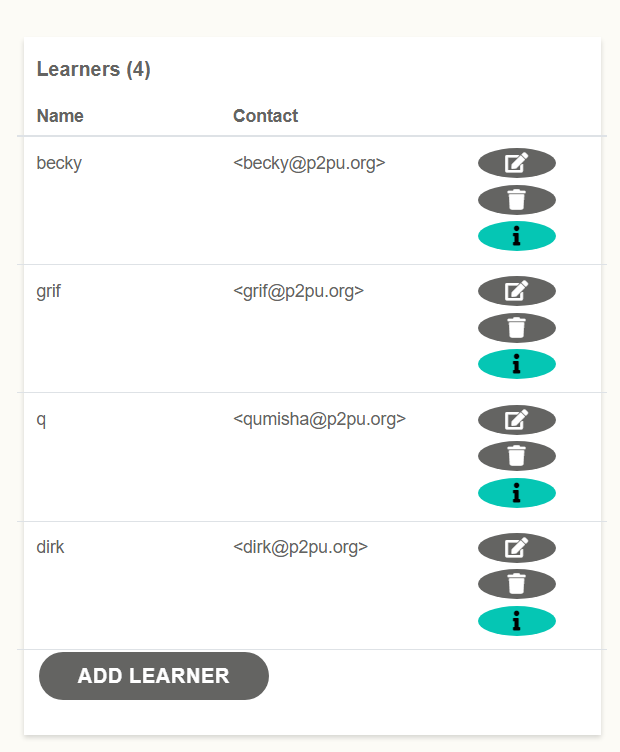 Learners (4)
Name Contact
becky <becky@p2pu.org>
grif <grif@p2pu.org>
q <qumisha@p2pu.org>
dirk <dirk@p2pu.org>
ADD LEARNER